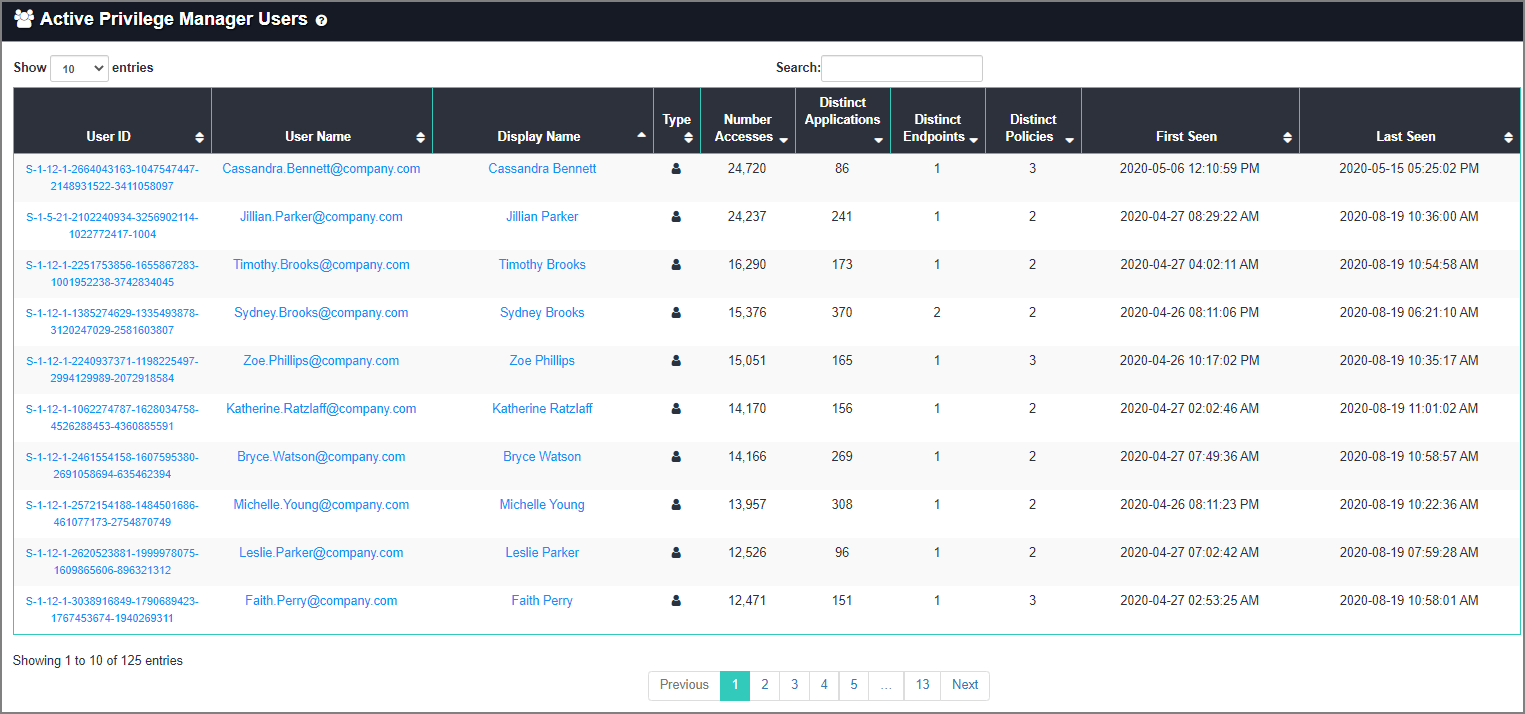 Active Privilege Manager Users ?
Show 10 entries
Search:
User ID User Name Display Name Type Number Accesses Distinct Applications Distinct Endpoints Distinct Policies First Seen Last Seen
S-1-12-1-2664043163-1047547447- Cassandra.Bennett@company.com Cassandra Bennett 24,720 86 1 3 2020-05-06 12:10:59 PM 2020-05-15 05:25:02 PM
2148931522-3411058097
S-1-5-21-2102240934-3256902114- Jillian.Parker@company.com Jillian Parker 24,237 241 1 2 2020-04-27 08:29:22 AM 2020-08-19 10:36:00 AM
1022772417-1004
S-1-12-1-2251753856-1655867283- Timothy.Brooks@company.com Timothy Brooks 16,290 173 1 2 2020-04-27 04:02:11 AM 2020-08-19 10:54:58 AM
1001952238-3742834045
S-1-12-1-1385274629-1335493878- Sydney.Brooks@company.com Sydney Brooks 15,376 370 2 2 2020-04-26 08:11:06 PM 2020-08-19 06:21:10 AM
3120247029-2581603807
S-1-12-1-2240937371-1198225497- Zoe.Phillips@company.com Zoe Phillips 15,051 165 1 3 2020-04-26 10:17:02 PM 2020-08-19 10:35:17 AM
2994129989-2072918584
S-1-12-1-1062274787-1628034758- Katherine.Ratzlaff@company.com Katherine Ratzlaff 14,170 156 1 2 2020-04-27 02:02:46 AM 2020-08-19 11:01:02 AM
4526288453-4360885591
S-1-12-1-2461554158-1607595380- Bryce.Watson@company.com Bryce Watson 14,166 269 1 2 2020-04-27 07:49:36 AM 2020-08-19 10:58:57 AM
2691058694-635462394
S-1-12-1-2572154188-1484501686- Michelle.Young@company.com Michelle Young 13,957 308 1 2 2020-04-26 08:11:23 PM 2020-08-19 10:22:36 AM
461077173-2754870749
S-1-12-1-2620523881-1999978075- Leslie.Parker@company.com Leslie Parker 12,526 96 1 2 2020-04-27 07:02:42 AM 2020-08-19 07:59:28 AM
1609865606-896321312
S-1-12-1-3038916849-1790689423- Faith.Perry@company.com Faith Perry 12,471 151 1 3 2020-04-27 02:53:25 AM 2020-08-19 10:58:01 AM
1767453674-1940269311
Showing 1 to 10 of 125 entries
Previous 1 2 3 4 5 … 13 Next